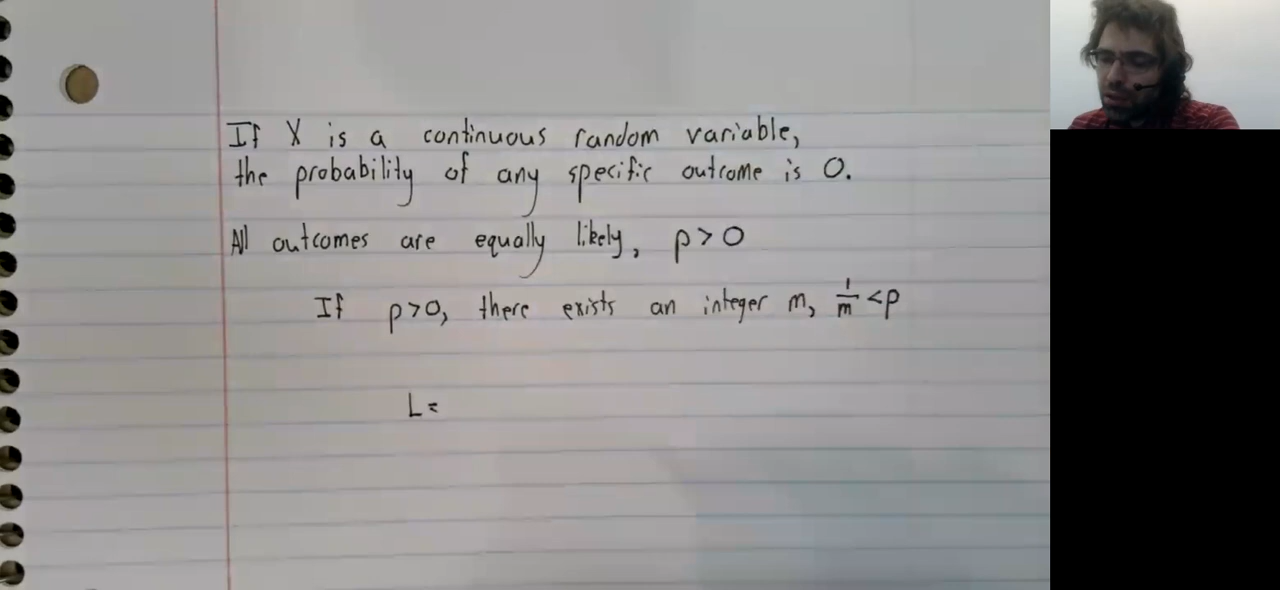 If X is a continuous random variable,
the probability of any specific outcome is 0.
All outcomes are equally likely, p > 0
If p > 0, there exists an integer m, 1/m < p
L =